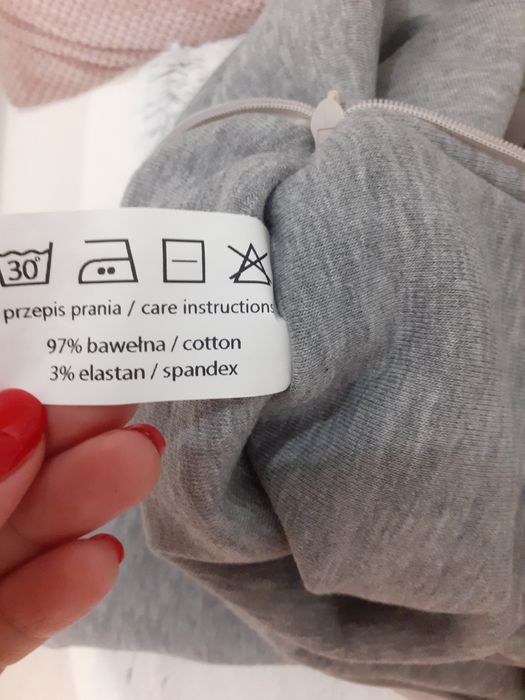 30°
przepis prania / care instructions
97% bawełna / cotton
3% elastan / spandex